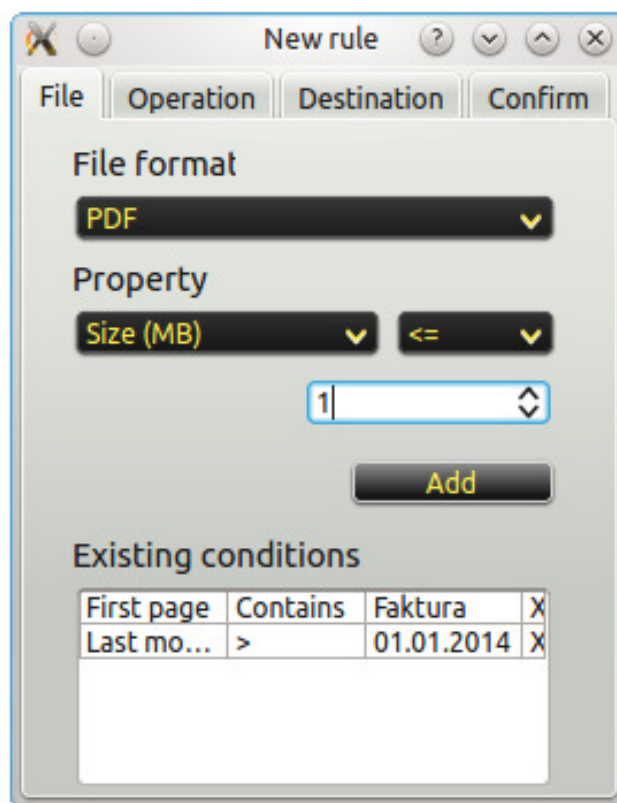 New rule
File Operation Destination Confirm
File format
PDF
Property
Size (MB) <=
1
Add
Existing conditions
First page Contains Faktura X
Last mo... > 01.01.2014 X